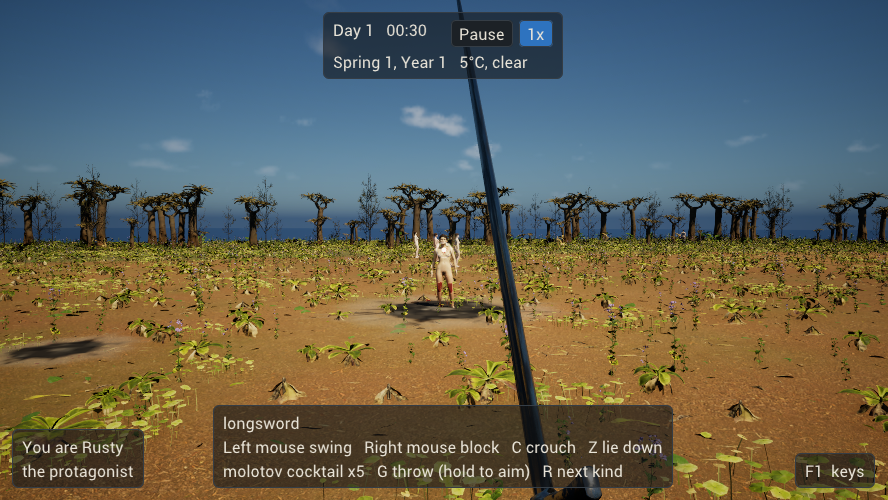 Day 1 00:30 Pause 1x
Spring 1, Year 1 5°C, clear
longsword
Left mouse swing Right mouse block C crouch Z lie down
molotov cocktail x5 G throw (hold to aim) R next kind
You are Rusty
the protagonist
F1 keys